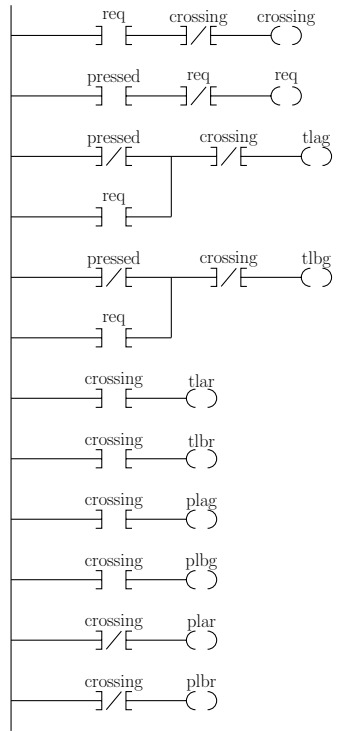 req crossing crossing
pressed req req
pressed crossing tlag
req
pressed crossing tlbg
req
crossing tlar
crossing tlbr
crossing plag
crossing plbg
crossing plar
crossing plbr